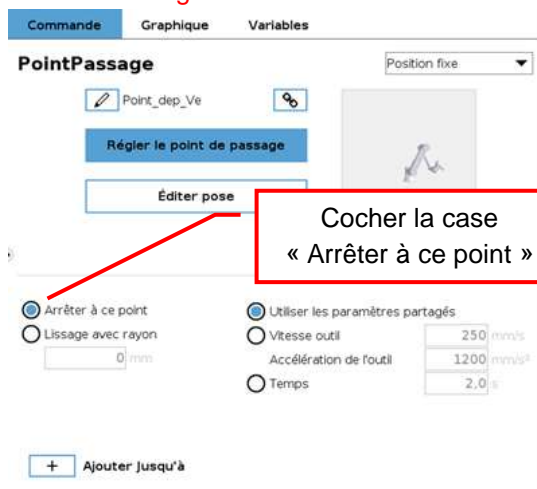 Commande Graphique Variables
PointPassage
Position fixe
Point_dep_Ve
Régler le point de passage
Éditer pose
Cocher la case
« Arrêter à ce point »
Arrêter à ce point
Utiliser les paramètres partagés
Lissage avec rayon
Vitesse outil 250 mm/s
0 mm
Accélération de l'outil 1200 mm/s²
Temps 2,0 s
+ Ajouter Jusqu'à